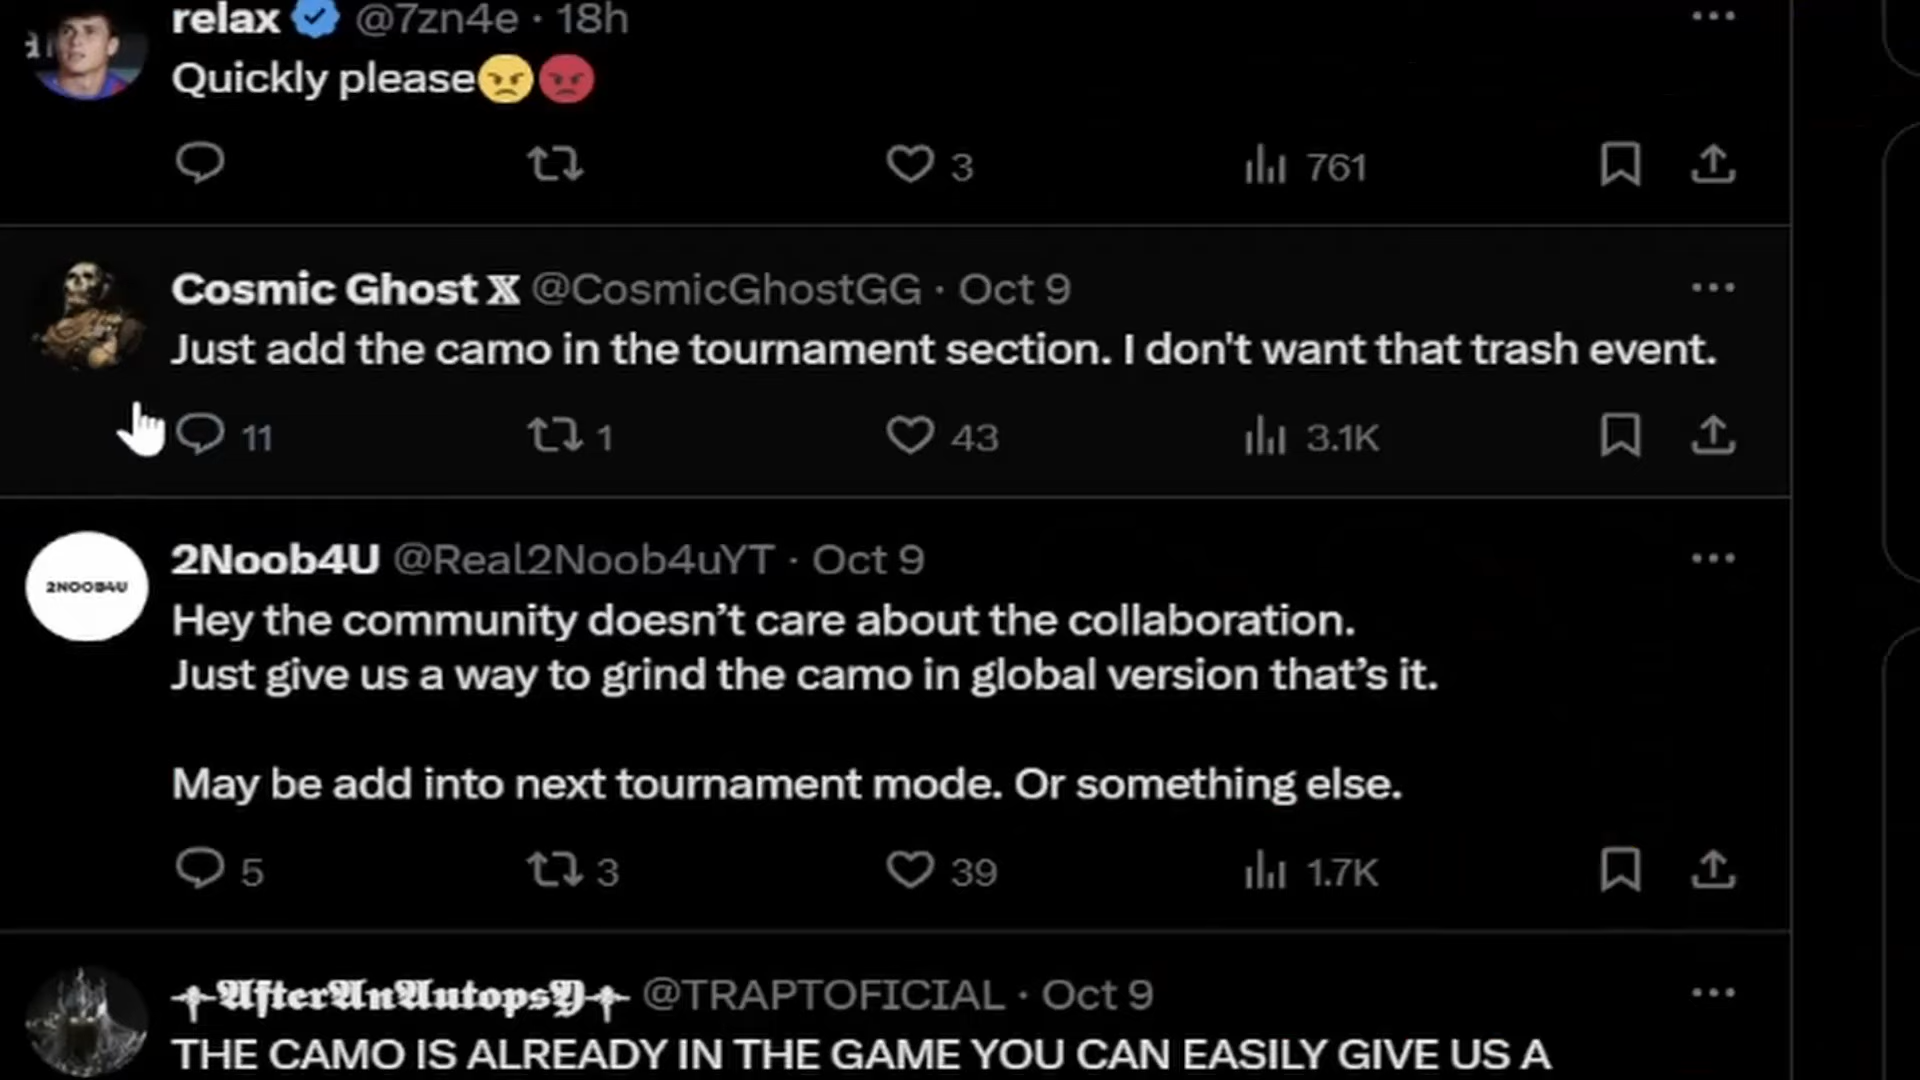 relax @7zn4e · 18h
Quickly please😠😡
3 761
Cosmic Ghost 𝕏 @CosmicGhostGG · Oct 9
Just add the camo in the tournament section. I don't want that trash event.
11 1 43 3.1K
2NOOB4U
2Noob4U @Real2Noob4uYT · Oct 9
Hey the community doesn’t care about the collaboration.
Just give us a way to grind the camo in global version that’s it.
May be add into next tournament mode. Or something else.
5 3 39 1.7K
⸸𝕬𝖋𝖙𝖊𝖗𝕬𝖓𝕬𝖚𝖙𝖔𝖕𝖘𝖄⸸ @TRAPTOFICIAL · Oct 9
THE CAMO IS ALREADY IN THE GAME YOU CAN EASILY GIVE US A